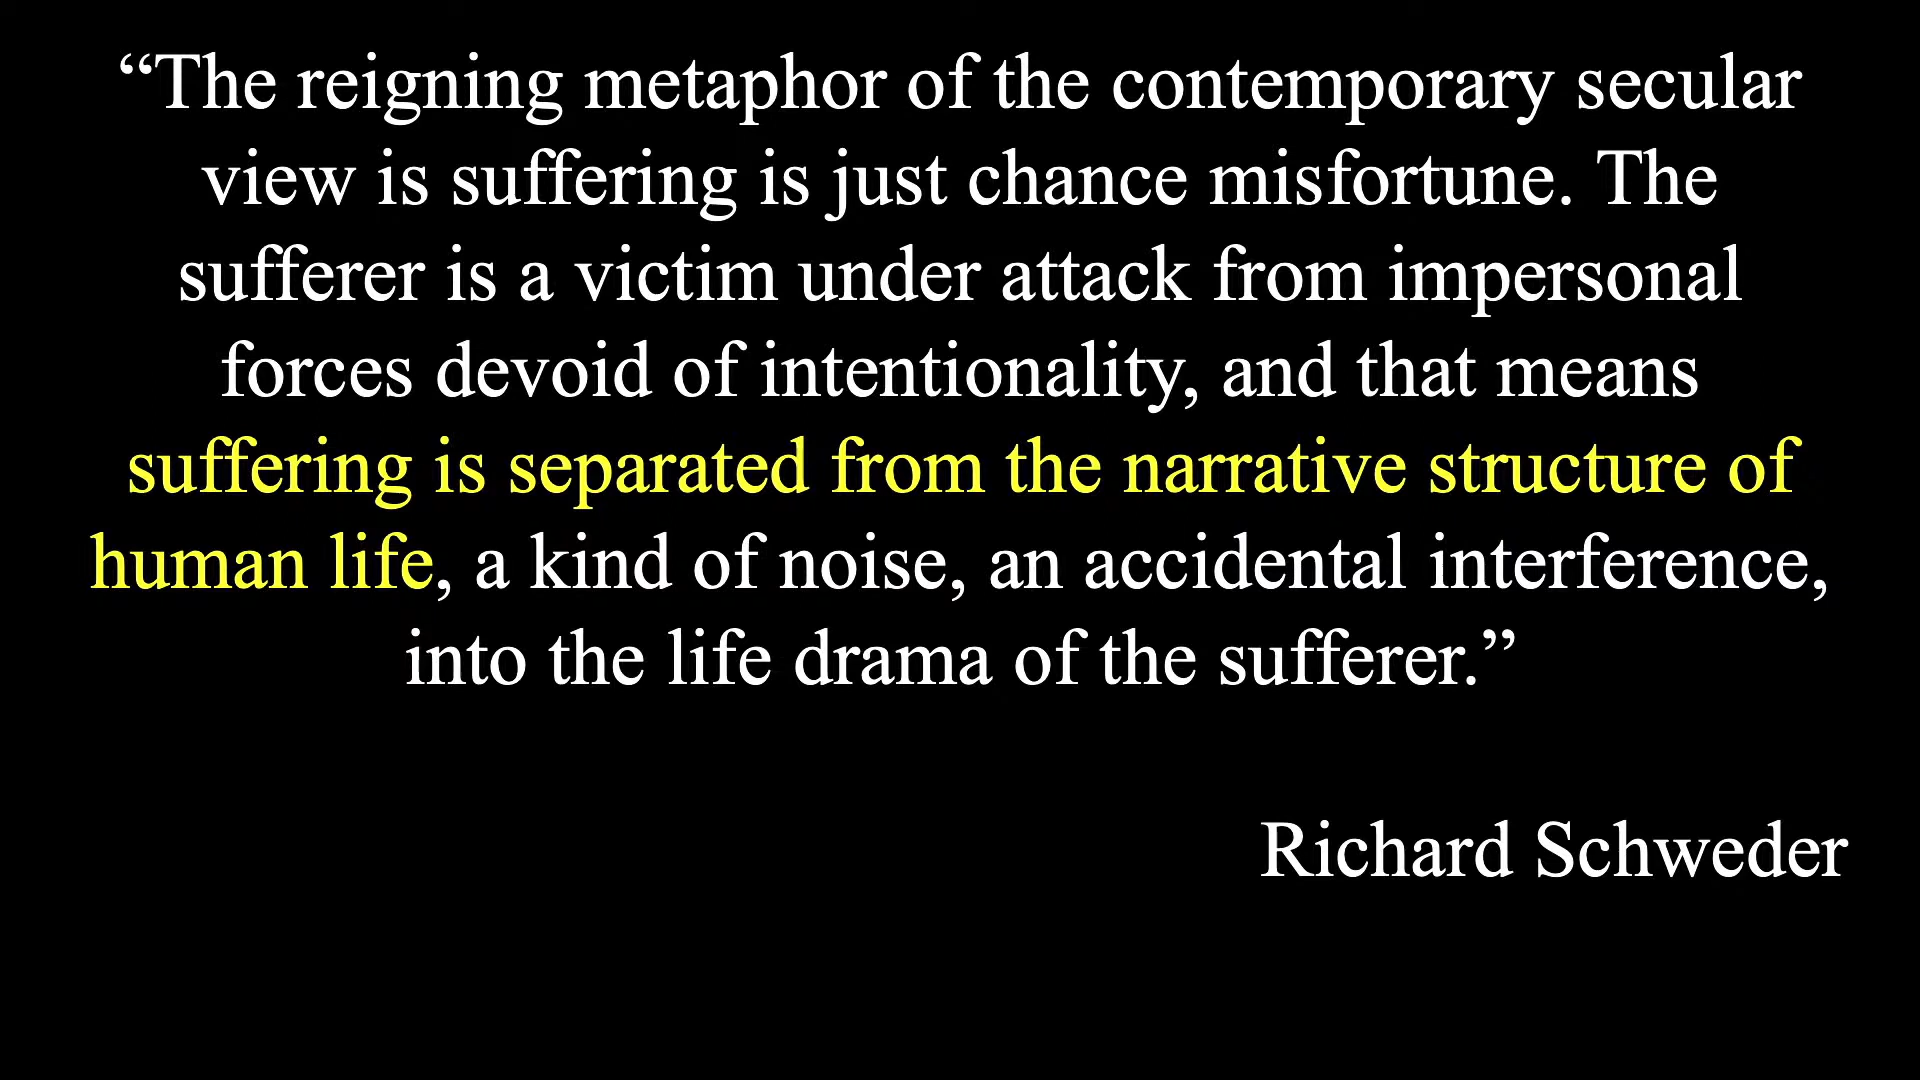 “The reigning metaphor of the contemporary secular
view is suffering is just chance misfortune. The
sufferer is a victim under attack from impersonal
forces devoid of intentionality, and that means
suffering is separated from the narrative structure of
human life, a kind of noise, an accidental interference,
into the life drama of the sufferer.”
Richard Schweder